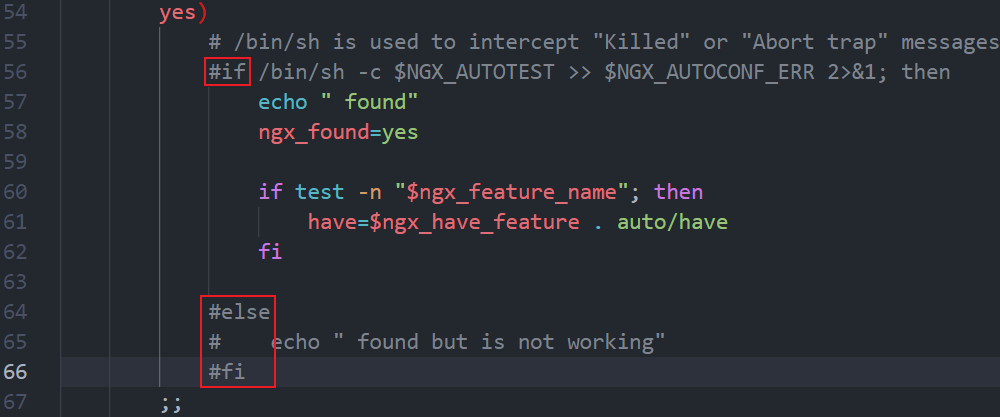 54 yes)
55 # /bin/sh is used to intercept "Killed" or "Abort trap" messages
56 #if /bin/sh -c $NGX_AUTOTEST >> $NGX_AUTOCONF_ERR 2>&1; then
57 echo " found"
58 ngx_found=yes
59
60 if test -n "$ngx_feature_name"; then
61 have=$ngx_have_feature . auto/have
62 fi
63
64 #else
65 #    echo " found but is not working"
66 #fi
67 ;;